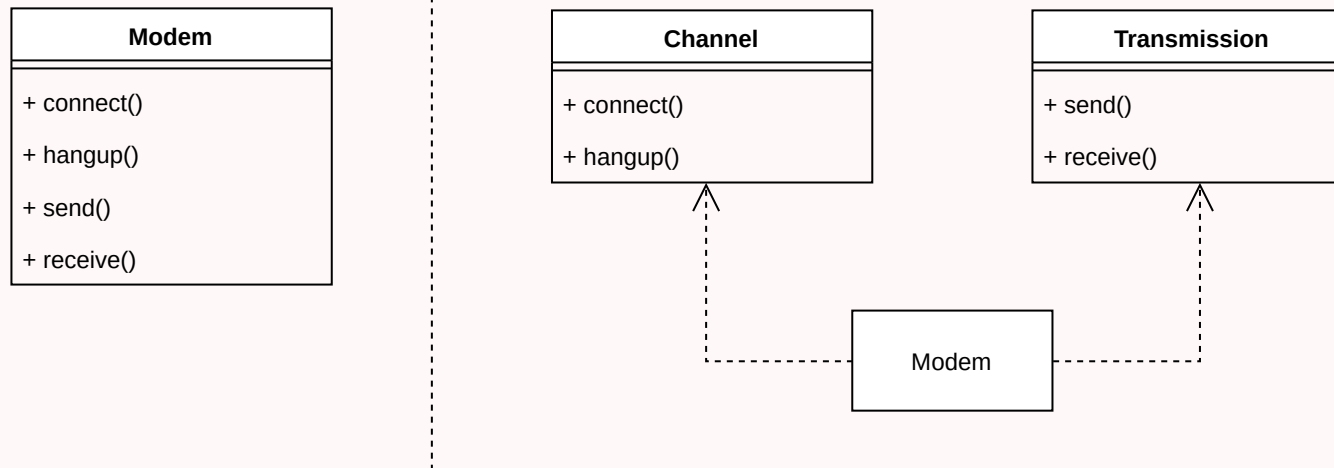 Modem
+ connect()
+ hangup()
+ send()
+ receive()
Channel
+ connect()
+ hangup()
Transmission
+ send()
+ receive()
Modem